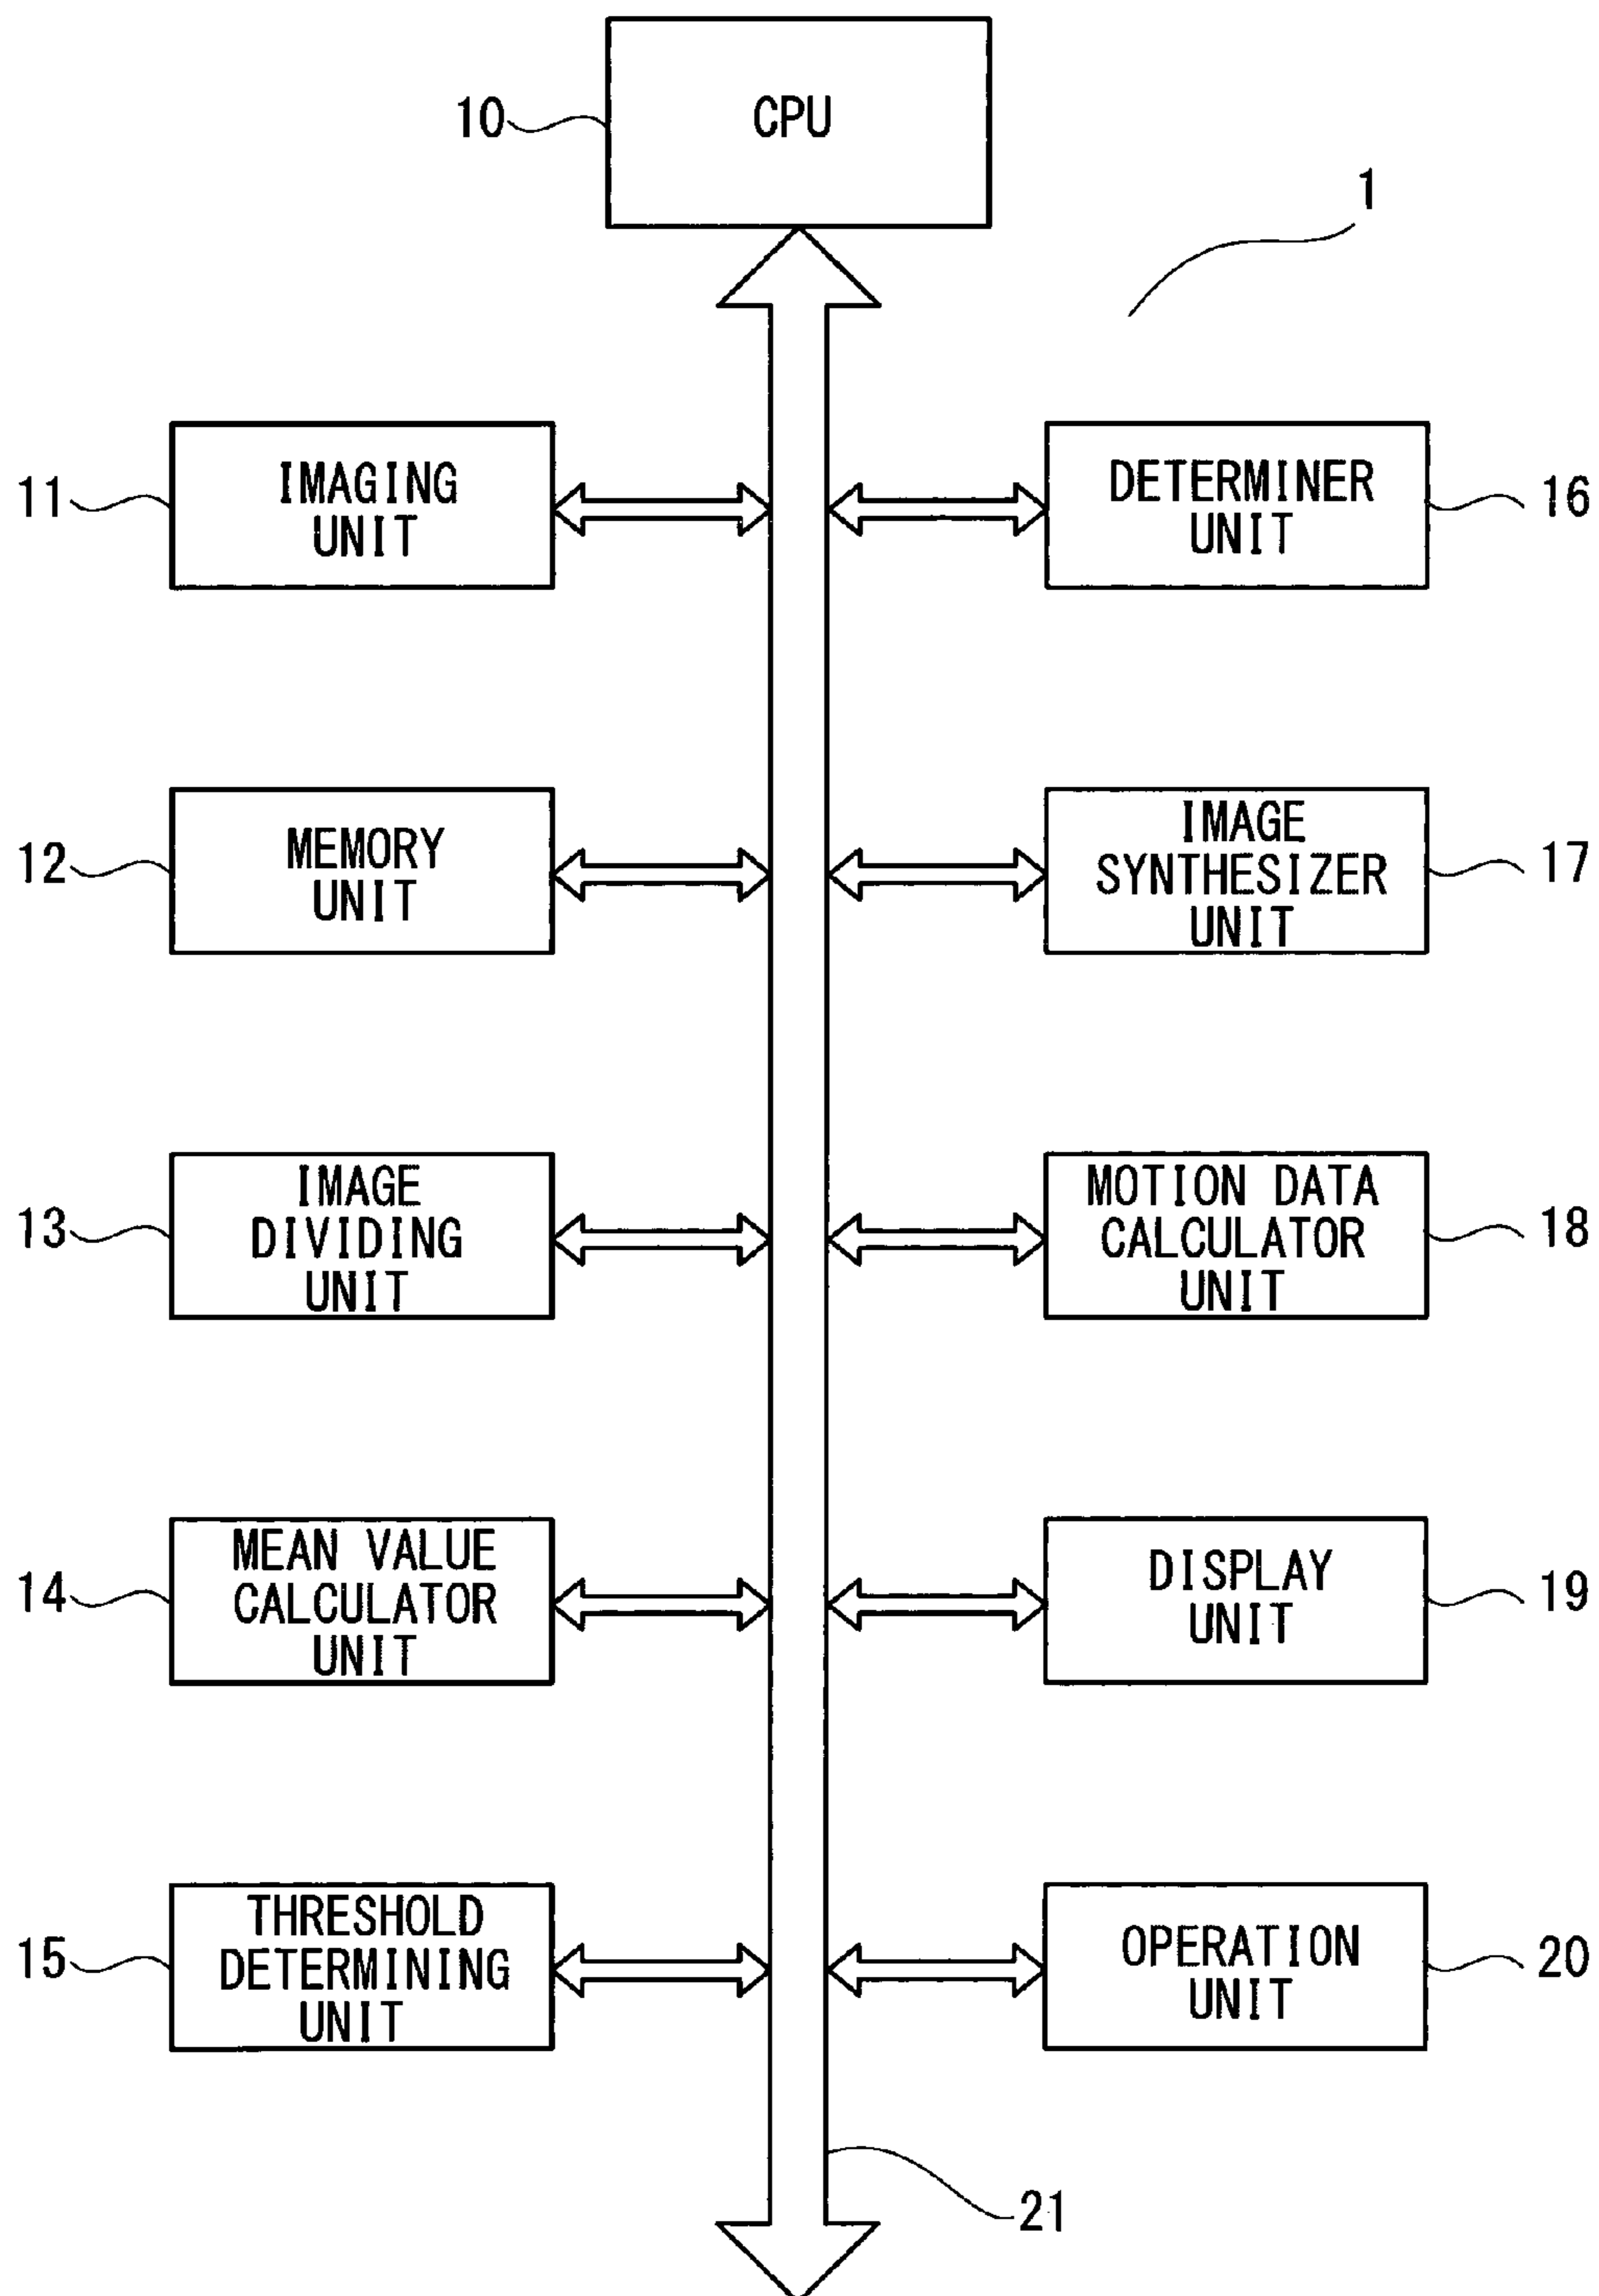 CPU
10
1
IMAGING
UNIT
11
DETERMINER
UNIT
16
MEMORY
UNIT
12
IMAGE
SYNTHESIZER
UNIT
17
IMAGE
DIVIDING
UNIT
13
MOTION DATA
CALCULATOR
UNIT
18
MEAN VALUE
CALCULATOR
UNIT
14
DISPLAY
UNIT
19
THRESHOLD
DETERMINING
UNIT
15
OPERATION
UNIT
20
21